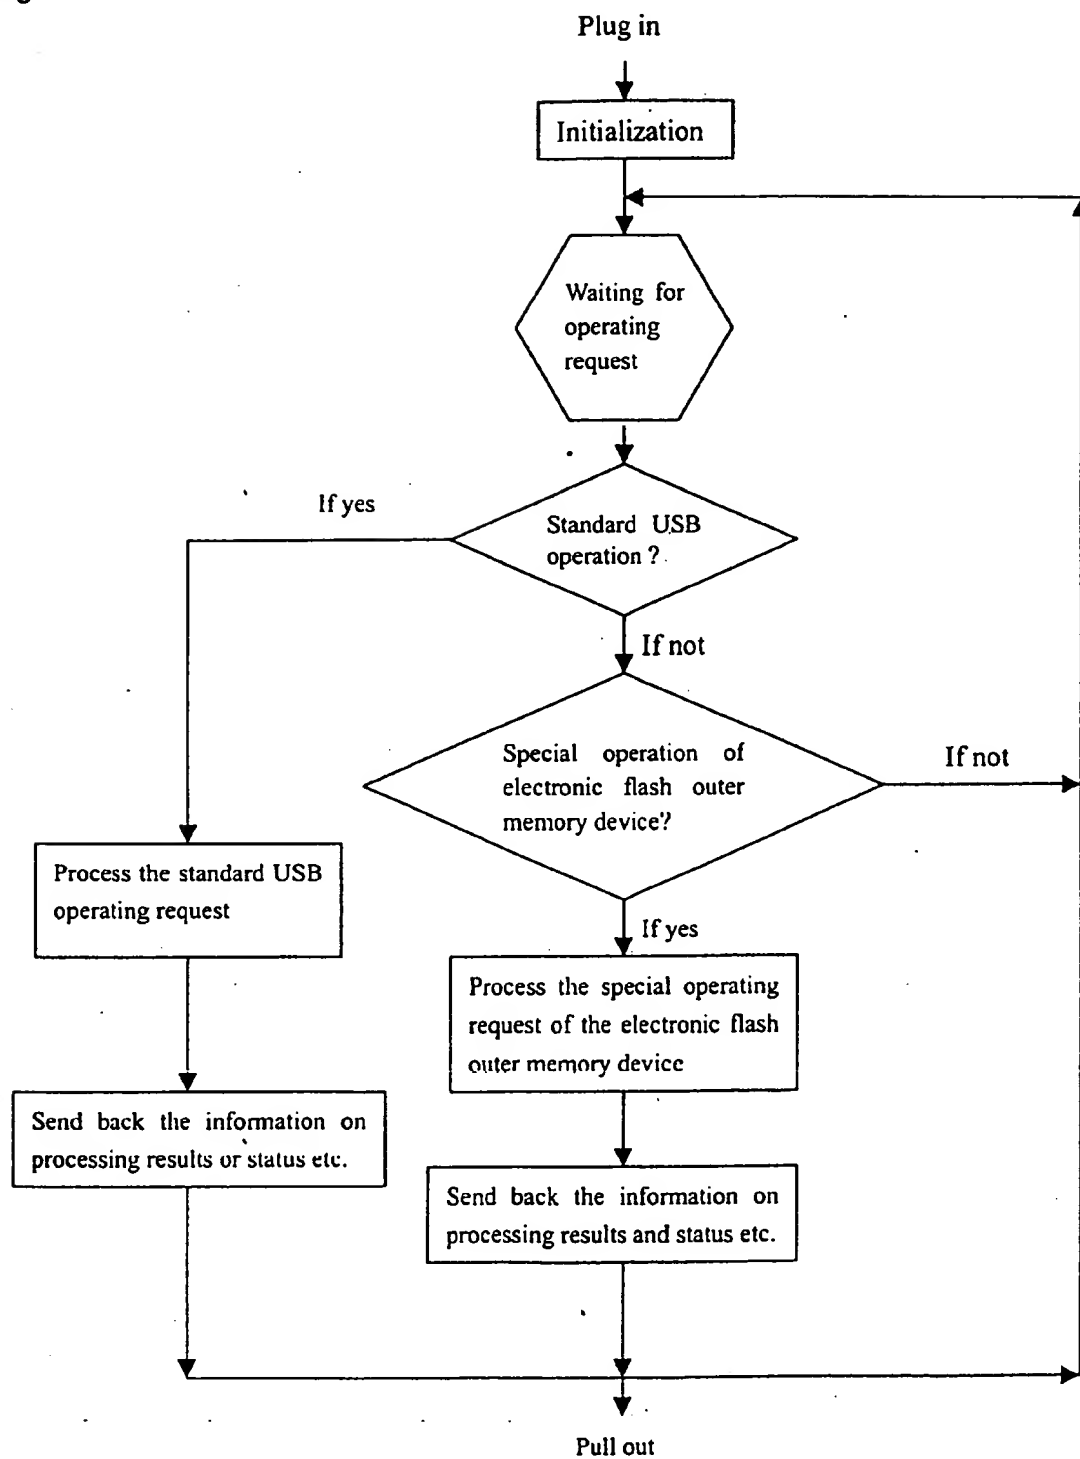 Plug in
Initialization
Waiting for
operating
request
If yes
Standard USB
operation ?
If not
Special operation of
electronic flash outer
memory device?
If not
Process the standard USB
operating request
If yes
Process the special operating
request of the electronic flash
outer memory device
Send back the information on
processing results or status etc.
Send back the information on
processing results and status etc.
Pull out